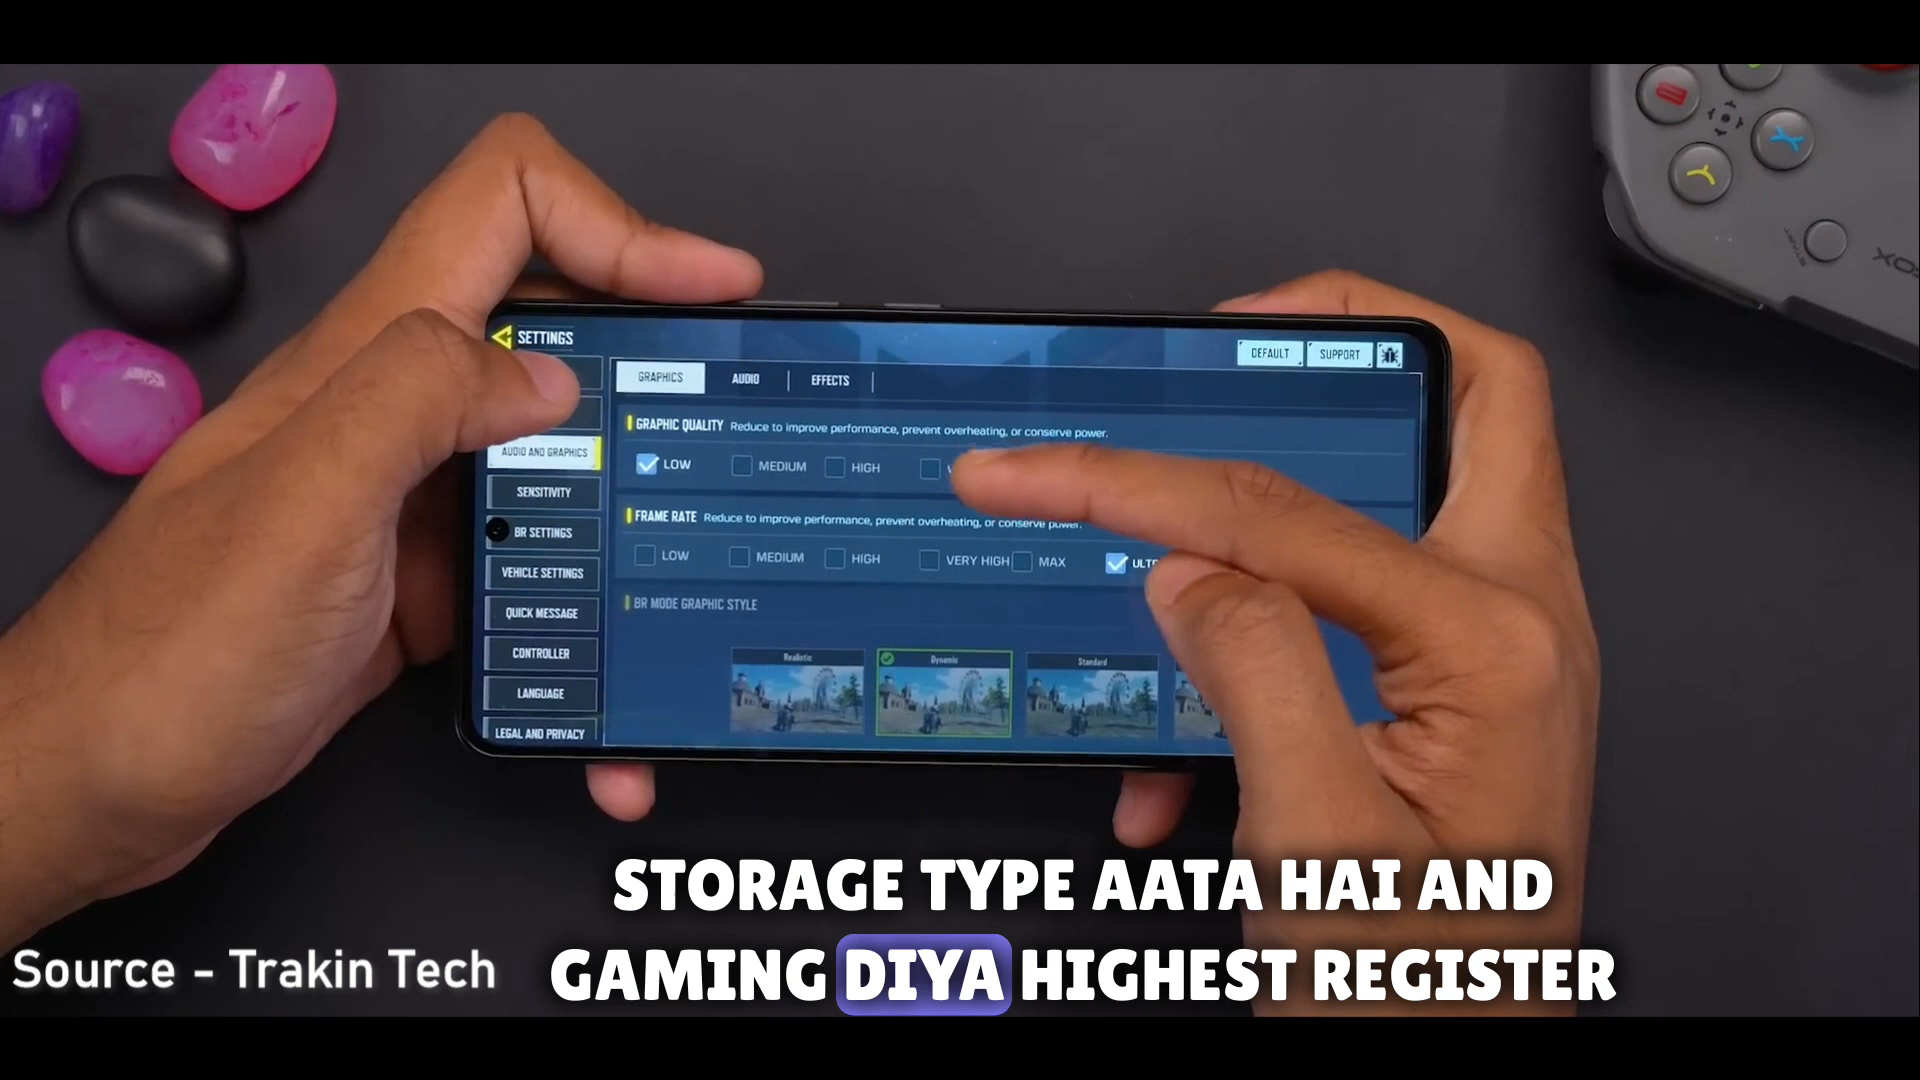 SETTINGS
DEFAULT
SUPPORT
GRAPHICS
AUDIO
EFFECTS
GRAPHIC QUALITY Reduce to improve performance, prevent overheating, or conserve power.
AUDIO AND GRAPHICS
LOW
MEDIUM
HIGH
SENSITIVITY
FRAME RATE Reduce to improve performance, prevent overheating, or conserve power.
BR SETTINGS
LOW
MEDIUM
HIGH
VERY HIGH
MAX
VEHICLE SETTINGS
BR MODE GRAPHIC STYLE
QUICK MESSAGE
CONTROLLER
Realistic
Dynamic
Standard
LANGUAGE
LEGAL AND PRIVACY
START
STORAGE TYPE AATA HAI AND
GAMING DIYA HIGHEST REGISTER
Source - Trakin Tech